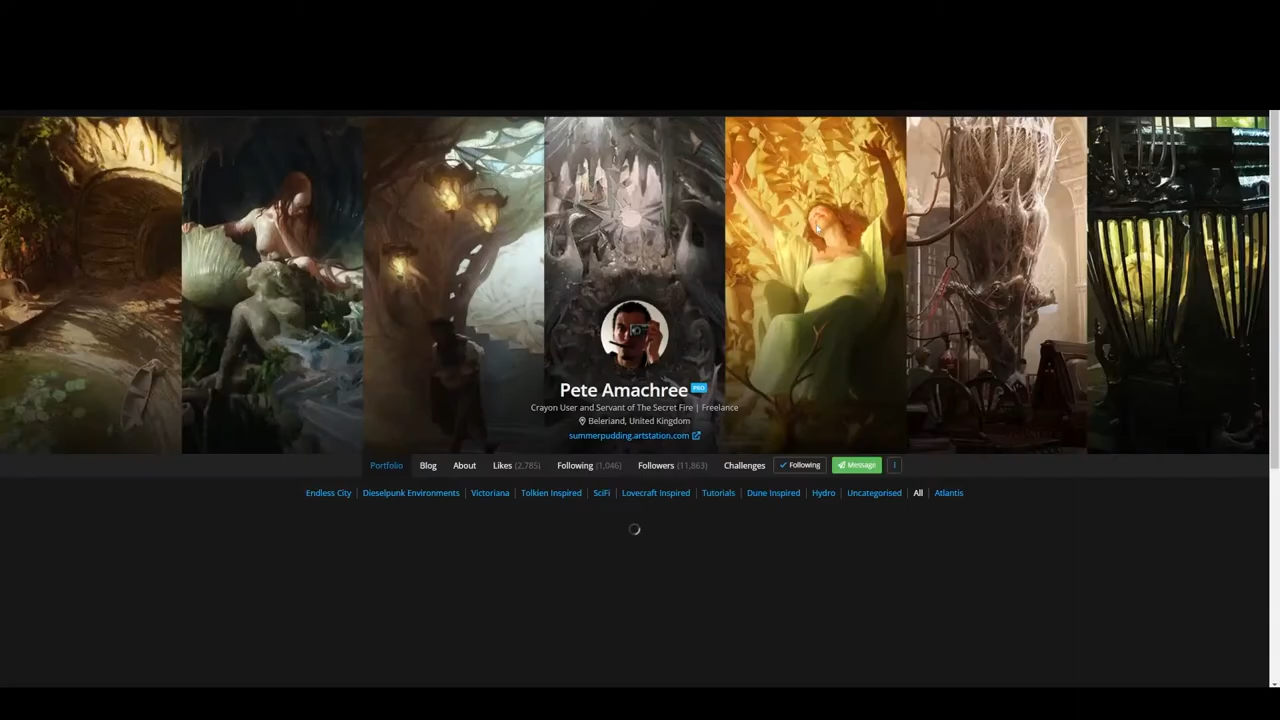 Pete Amachree PRO
Crayon User and Servant of The Secret Fire | Freelance
Beleriand, United Kingdom
summerpudding.artstation.com
Portfolio Blog About Likes (2,785) Following (1,046) Followers (11,863) Challenges Following Message
Endless City | Dieselpunk Environments | Victoriana | Tolkien Inspired | SciFi | Lovecraft Inspired | Tutorials | Dune Inspired | Hydro | Uncategorised | All | Atlantis